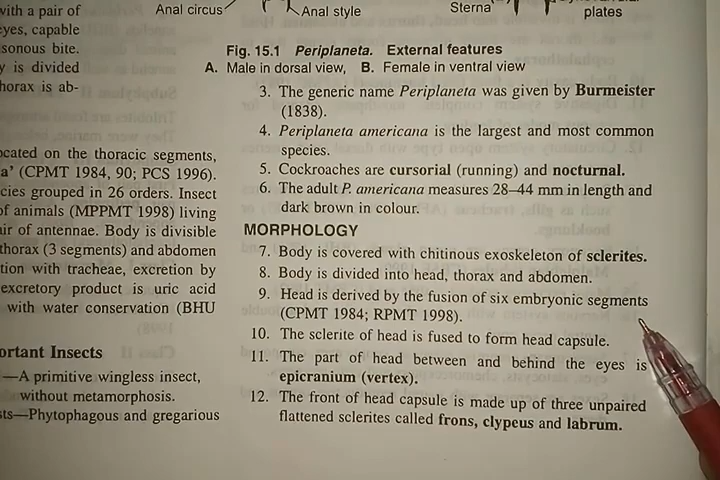 with a pair of
eyes, capable
sonous bite.
y is divided
horax is ab-
ocated on the thoracic segments,
a' (CPMT 1984, 90; PCS 1996).
cies grouped in 26 orders. Insect
of animals (MPPMT 1998) living
air of antennae. Body is divisible
thorax (3 segments) and abdomen
tion with tracheae, excretion by
excretory product is uric acid
with water conservation (BHU
ortant Insects
—A primitive wingless insect,
without metamorphosis.
sts—Phytophagous and gregarious
Anal circus
Anal style
Sterna
plates
Fig. 15.1 Periplaneta. External features
A. Male in dorsal view, B. Female in ventral view
3. The generic name Periplaneta was given by Burmeister
(1838).
4. Periplaneta americana is the largest and most common
species.
5. Cockroaches are cursorial (running) and nocturnal.
6. The adult P. americana measures 28–44 mm in length and
dark brown in colour.
MORPHOLOGY
7. Body is covered with chitinous exoskeleton of sclerites.
8. Body is divided into head, thorax and abdomen.
9. Head is derived by the fusion of six embryonic segments
(CPMT 1984; RPMT 1998).
10. The sclerite of head is fused to form head capsule.
11. The part of head between and behind the eyes is
epicranium (vertex).
12. The front of head capsule is made up of three unpaired
flattened sclerites called frons, clypeus and labrum.